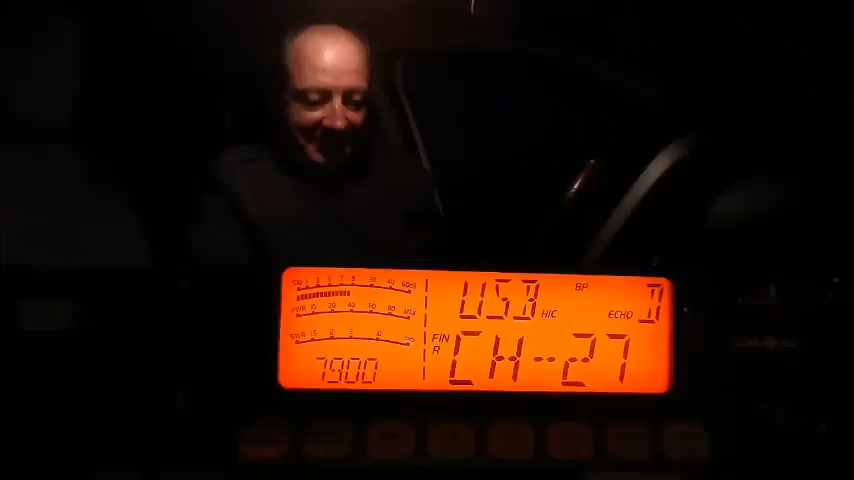 SIG 1 3 5 7 9 20 40 60dB
PWR 10 20 40 60 80 MAX
SWR 1.5 2 3 10 ∞
7900
USB HIC BP ECHO D
FIN R CH-27